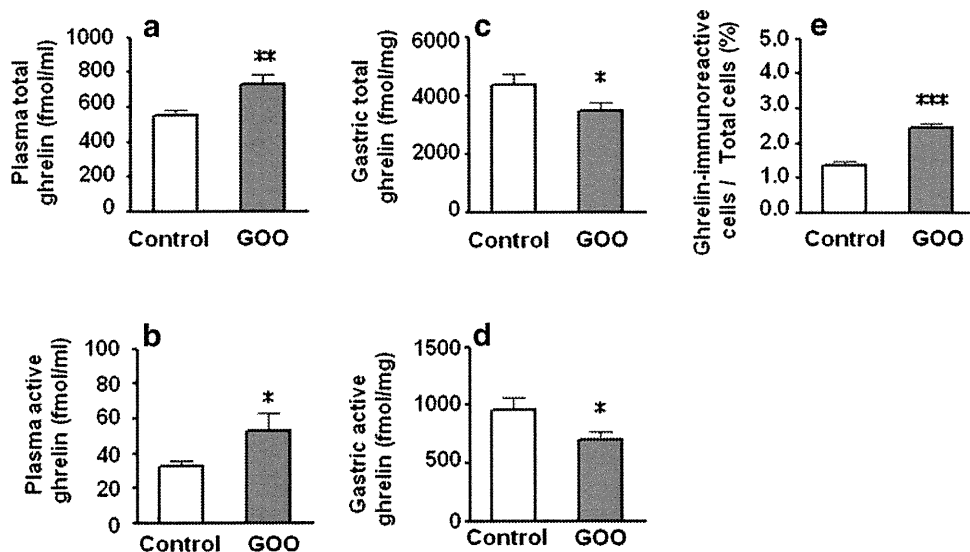 a
Plasma total
ghrelin (fmol/ml)
1000
800
600
400
200
0
**
Control GOO
c
Gastric total
ghrelin (fmol/mg)
6000
4000
2000
0
*
Control GOO
e
Ghrelin-immunoreactive
cells / Total cells (%)
5.0
4.0
3.0
2.0
1.0
0.0
***
Control GOO
b
Plasma active
ghrelin (fmol/ml)
100
80
60
40
20
0
*
Control GOO
d
Gastric active
ghrelin (fmol/mg)
1500
1000
500
0
*
Control GOO